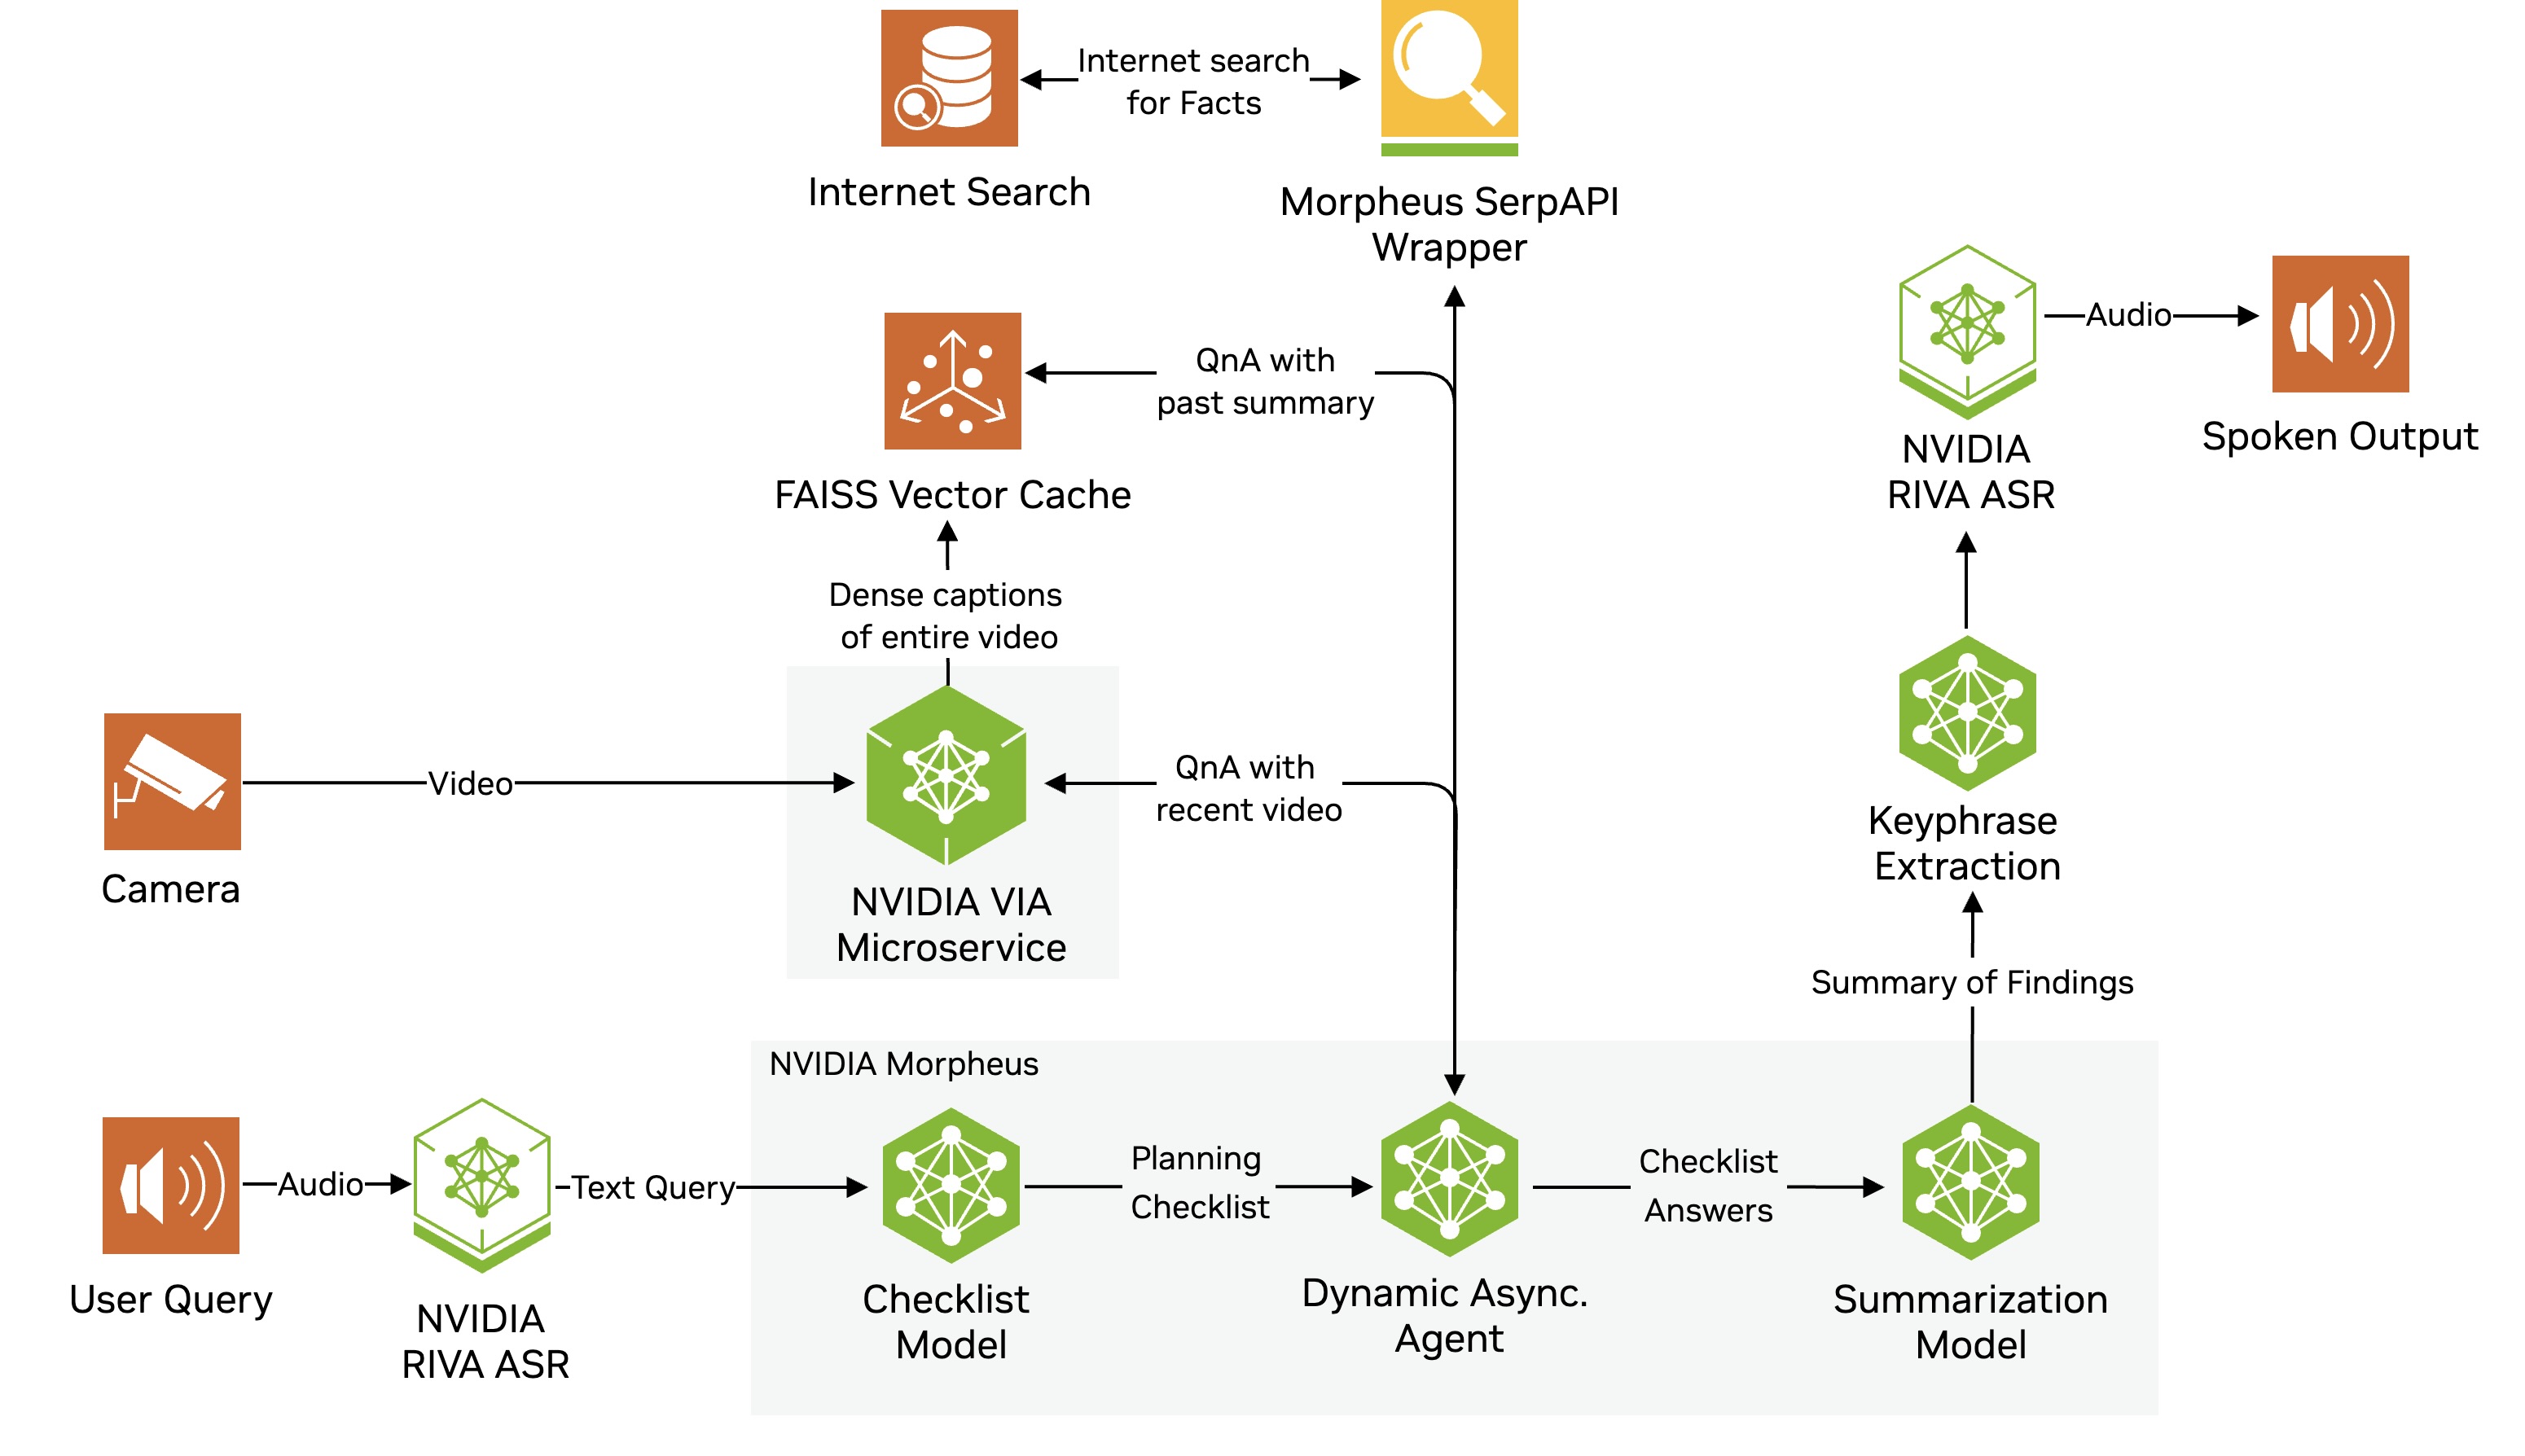 Internet search
for Facts
Internet Search
Morpheus SerpAPI
Wrapper
QnA with
past summary
FAISS Vector Cache
Audio
NVIDIA
RIVA ASR
Spoken Output
Dense captions
of entire video
Video
Camera
QnA with
recent video
NVIDIA VIA
Microservice
Keyphrase
Extraction
Summary of Findings
NVIDIA Morpheus
Audio
Text Query
Planning
Checklist
Checklist
Answers
User Query
NVIDIA
RIVA ASR
Checklist
Model
Dynamic Async.
Agent
Summarization
Model